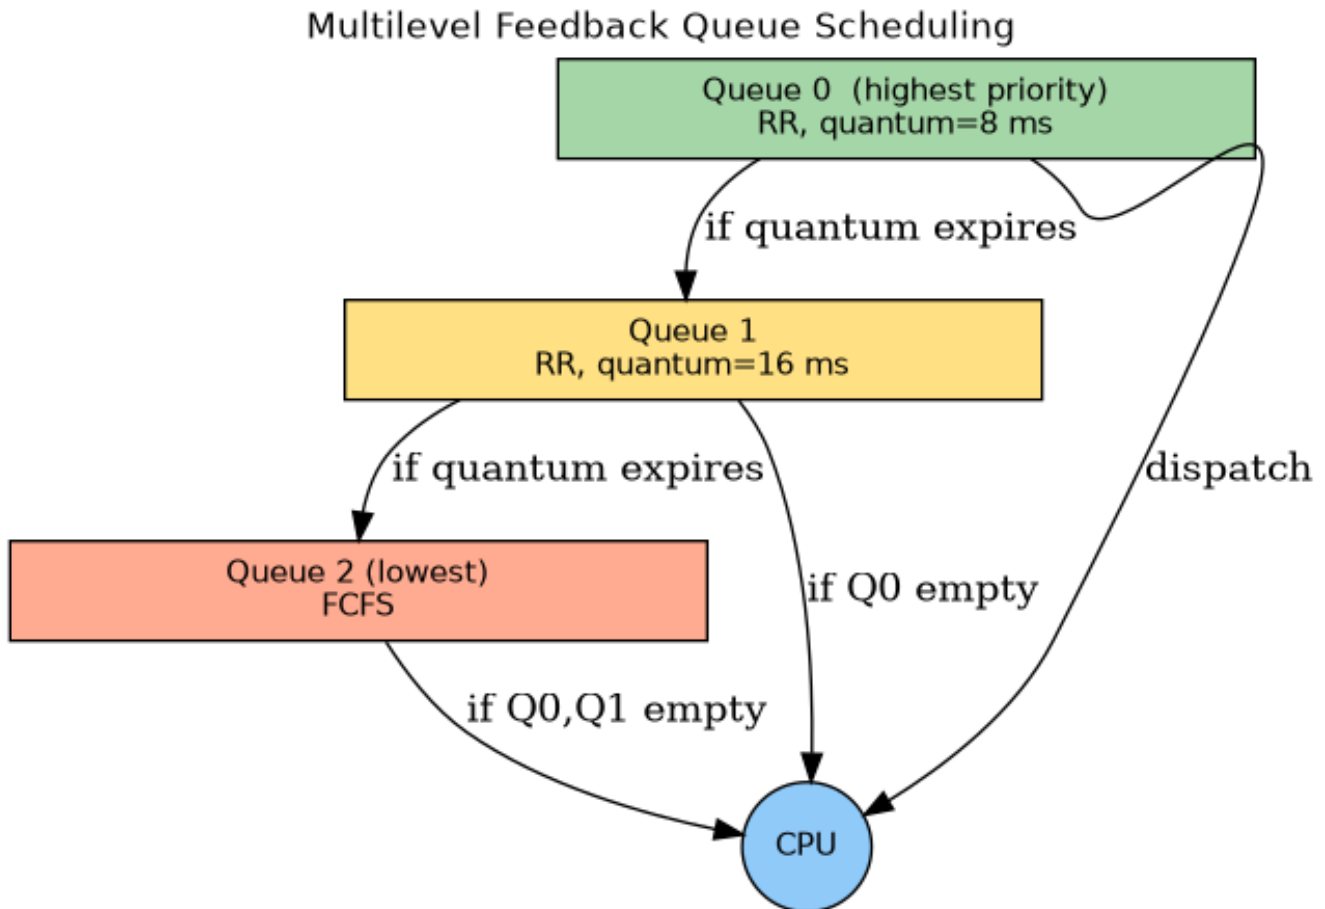 Multilevel Feedback Queue Scheduling
Queue 0  (highest priority)
RR, quantum=8 ms
if quantum expires
Queue 1
RR, quantum=16 ms
if quantum expires
dispatch
Queue 2 (lowest)
FCFS
if Q0 empty
if Q0,Q1 empty
CPU